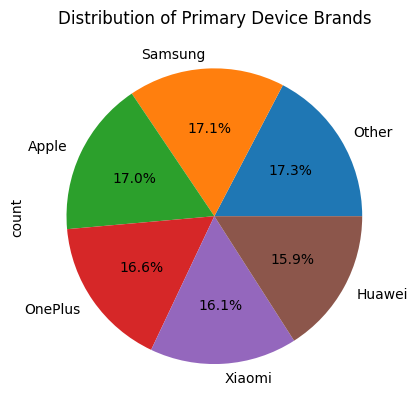 Distribution of Primary Device Brands
Samsung
Other
17.1%
Apple
17.3%
17.0%
count
16.6%
15.9%
Huawei
16.1%
OnePlus
Xiaomi